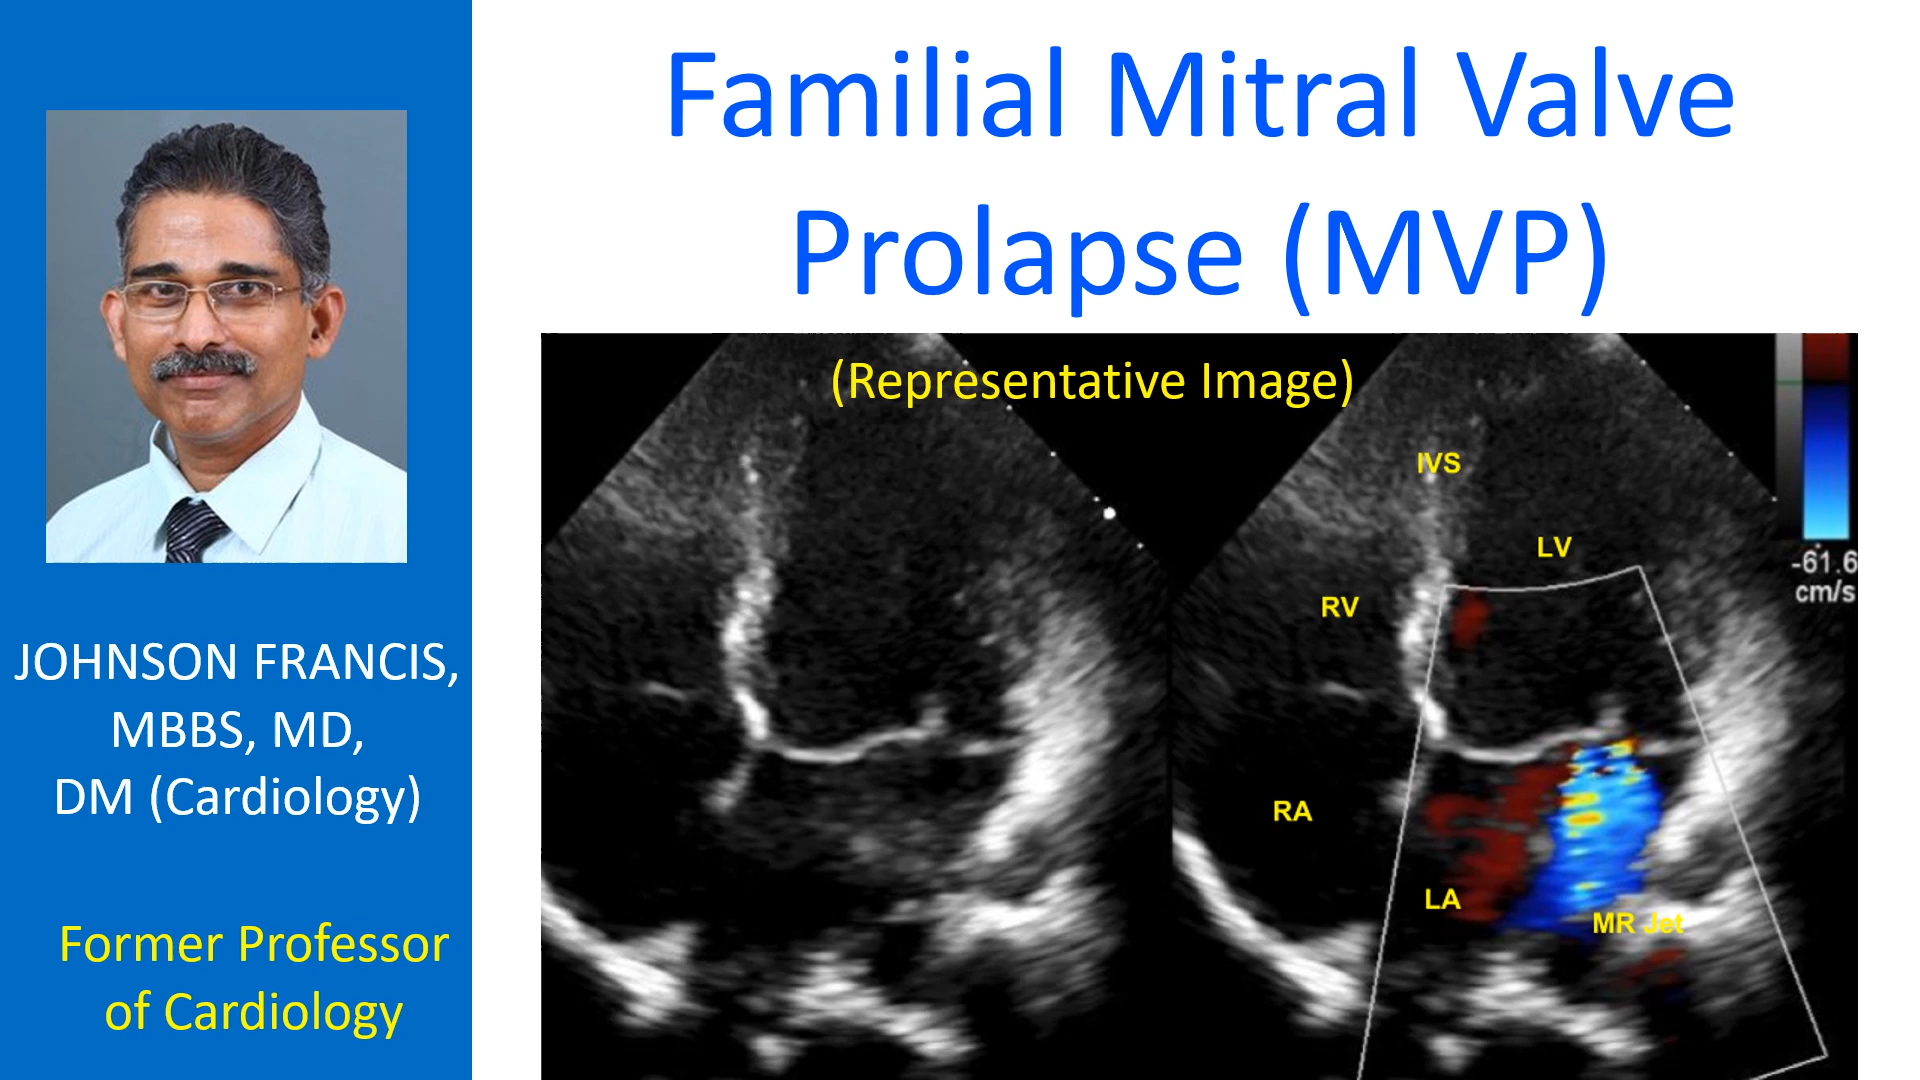 Familial Mitral Valve
Prolapse (MVP)
(Representative Image)
IVS
LV
RV
RA
LA
MR Jet
-61.6
cm/s
JOHNSON FRANCIS,
MBBS, MD,
DM (Cardiology)
Former Professor
of Cardiology